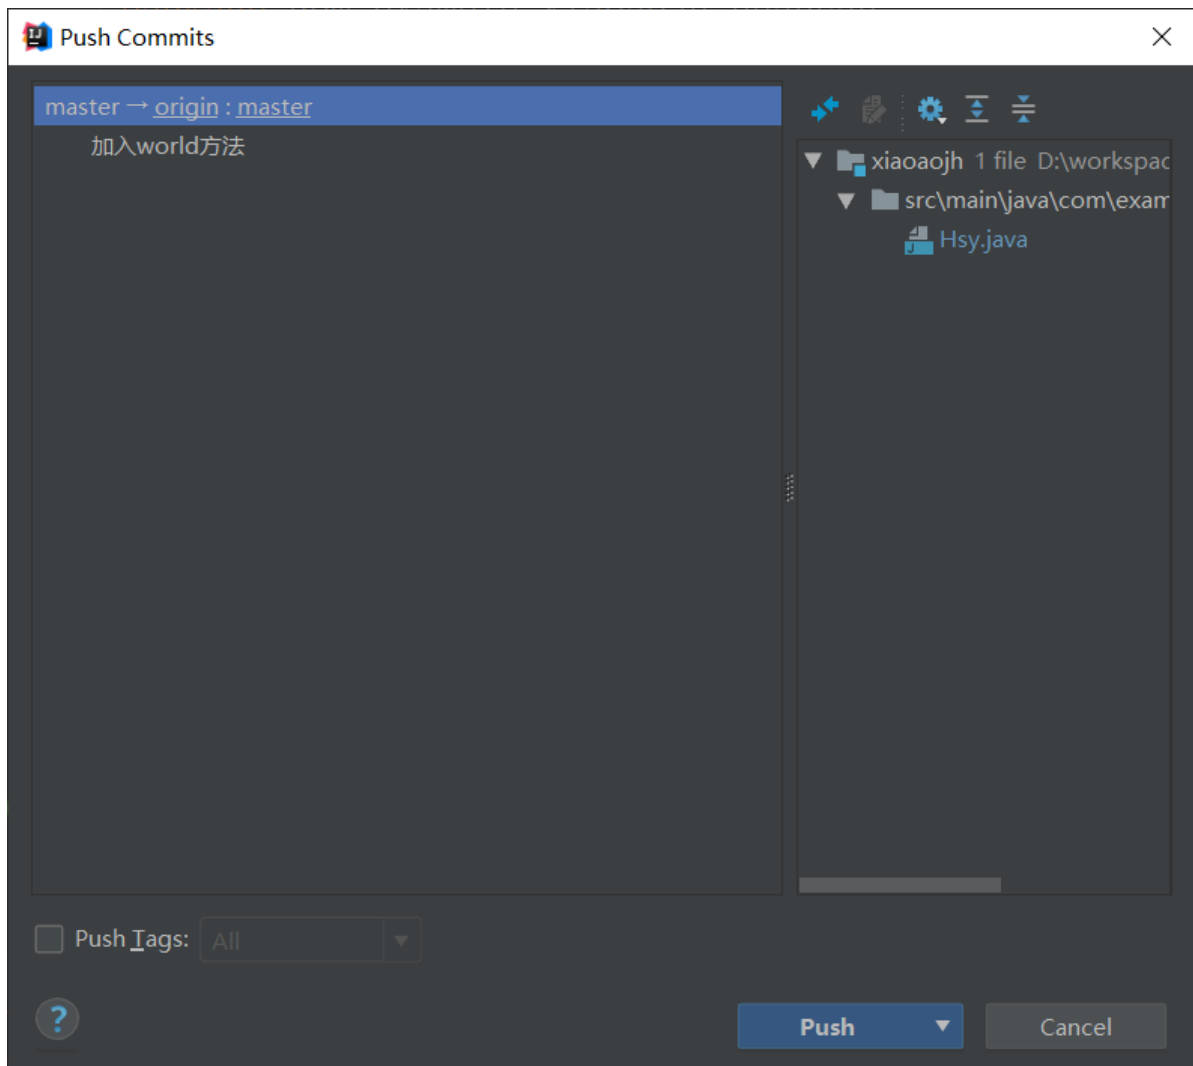 Push Commits
master → origin : master
加入world方法
xiaoaojh 1 file D:\workspac
src\main\java\com\exam
Hsy.java
Push Tags: All
?
Push
Cancel